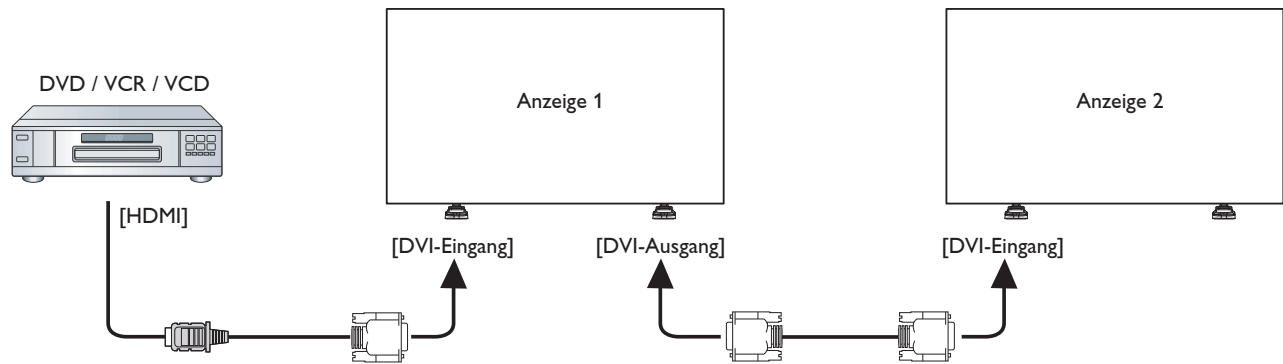 DVD / VCR / VCD
Anzeige 1
Anzeige 2
[HDMI]
[DVI-Eingang]
[DVI-Ausgang]
[DVI-Eingang]